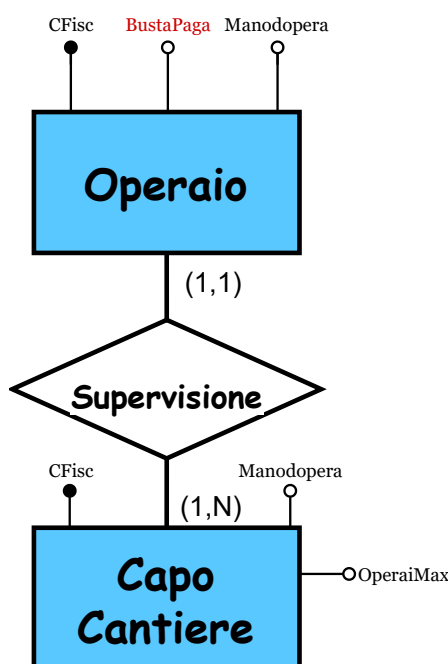 CFisc BustaPaga Manodopera
Operaio
(1,1)
Supervisione
CFisc Manodopera
(1,N)
Capo
OperaiMax
Cantiere